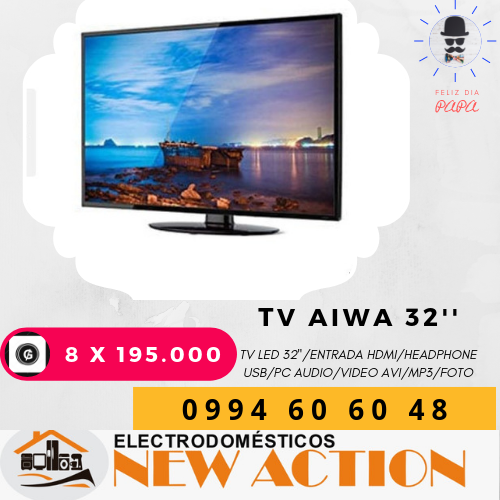 FELIZ DIA
PAPA
TV AIWA 32''
8 X 195.000
TV LED 32"/ENTRADA HDMI/HEADPHONE
USB/PC AUDIO/VIDEO AVI/MP3/FOTO
0994 60 60 48
ELECTRODOMÉSTICOS
NEW ACTION